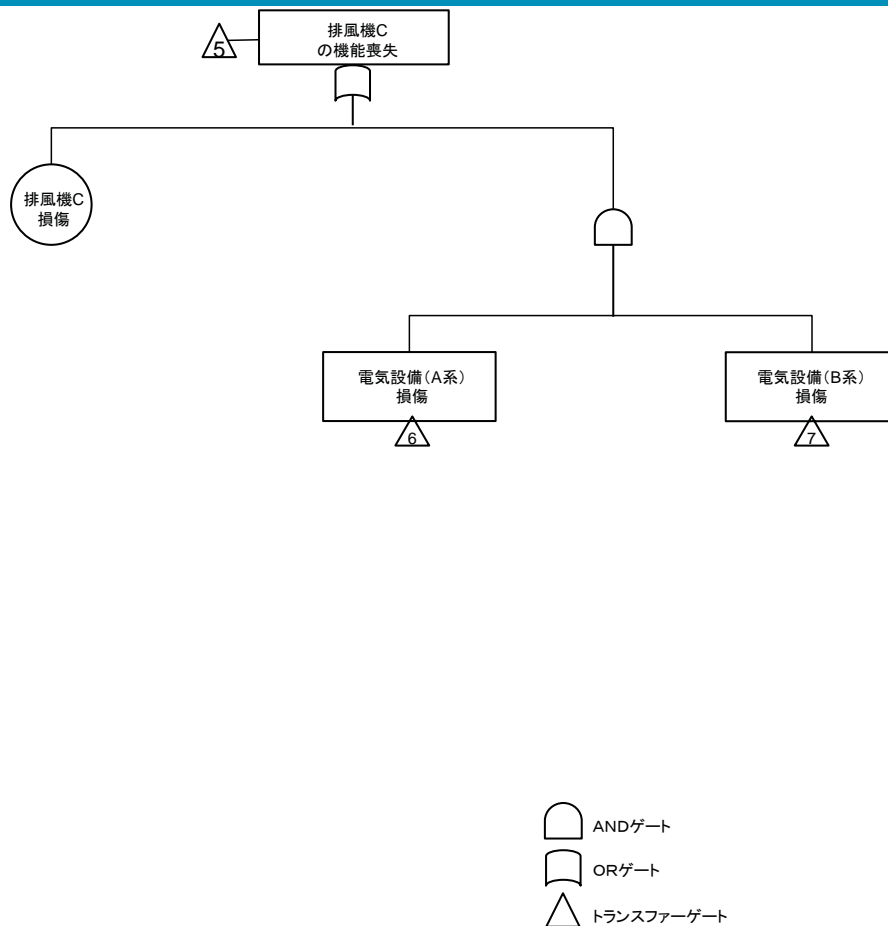 排風機C
の機能喪失
5
排風機C
損傷
電気設備(A系)
損傷
6
電気設備(B系)
損傷
7
ANDゲート
ORゲート
トランスファーゲート